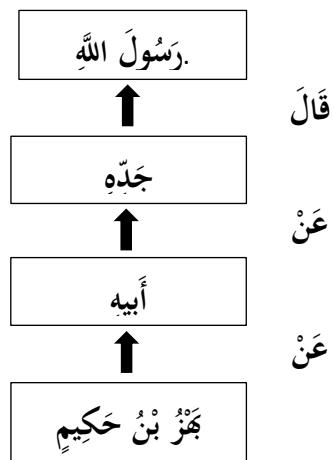 رَسُولَ اللَّهِ.
قَالَ
جَدِّهِ
عَنْ
أَبِيهِ
عَنْ
بَهْزُ بْنُ حَكِيمٍ